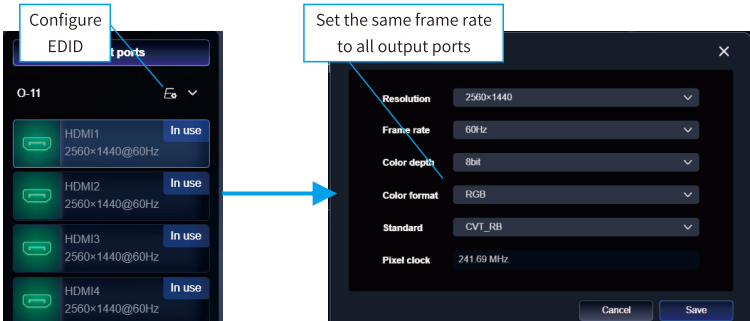 Configure
EDID
t ports
O-11
HDMI1
In use
2560×1440@60Hz
HDMI2
In use
2560×1440@60Hz
HDMI3
In use
2560×1440@60Hz
HDMI4
In use
2560×1440@60Hz
Set the same frame rate
to all output ports
Resolution 2560×1440
Frame rate 60Hz
Color depth 8bit
Color format RGB
Standard CVT_RB
Pixel clock 241.69 MHz
Cancel Save